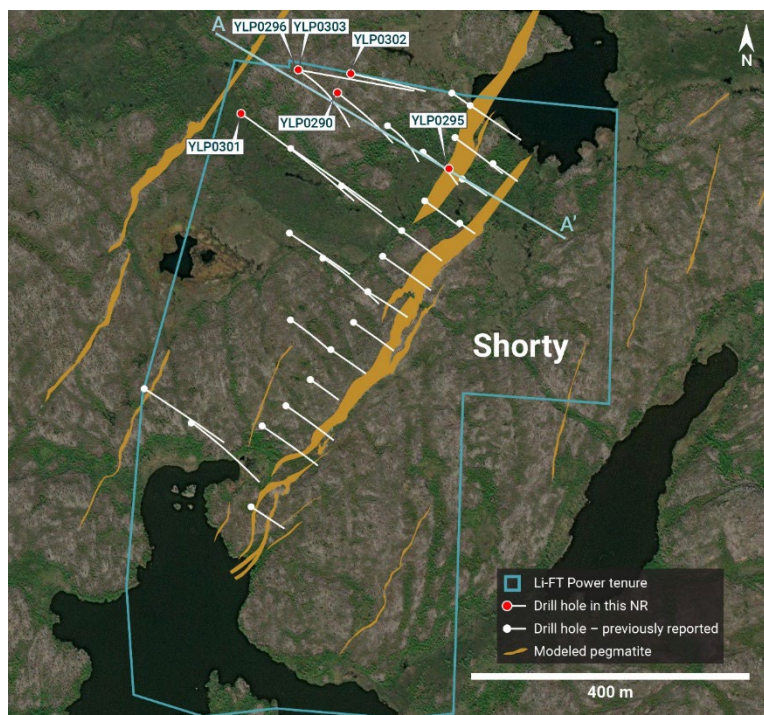 A
YLP0296
YLP0303
YLP0302
N
YLP0290
YLP0295
YLP0301
A'
Shorty
Li-FT Power tenure
Drill hole in this NR
Drill hole – previously reported
Modeled pegmatite
400 m